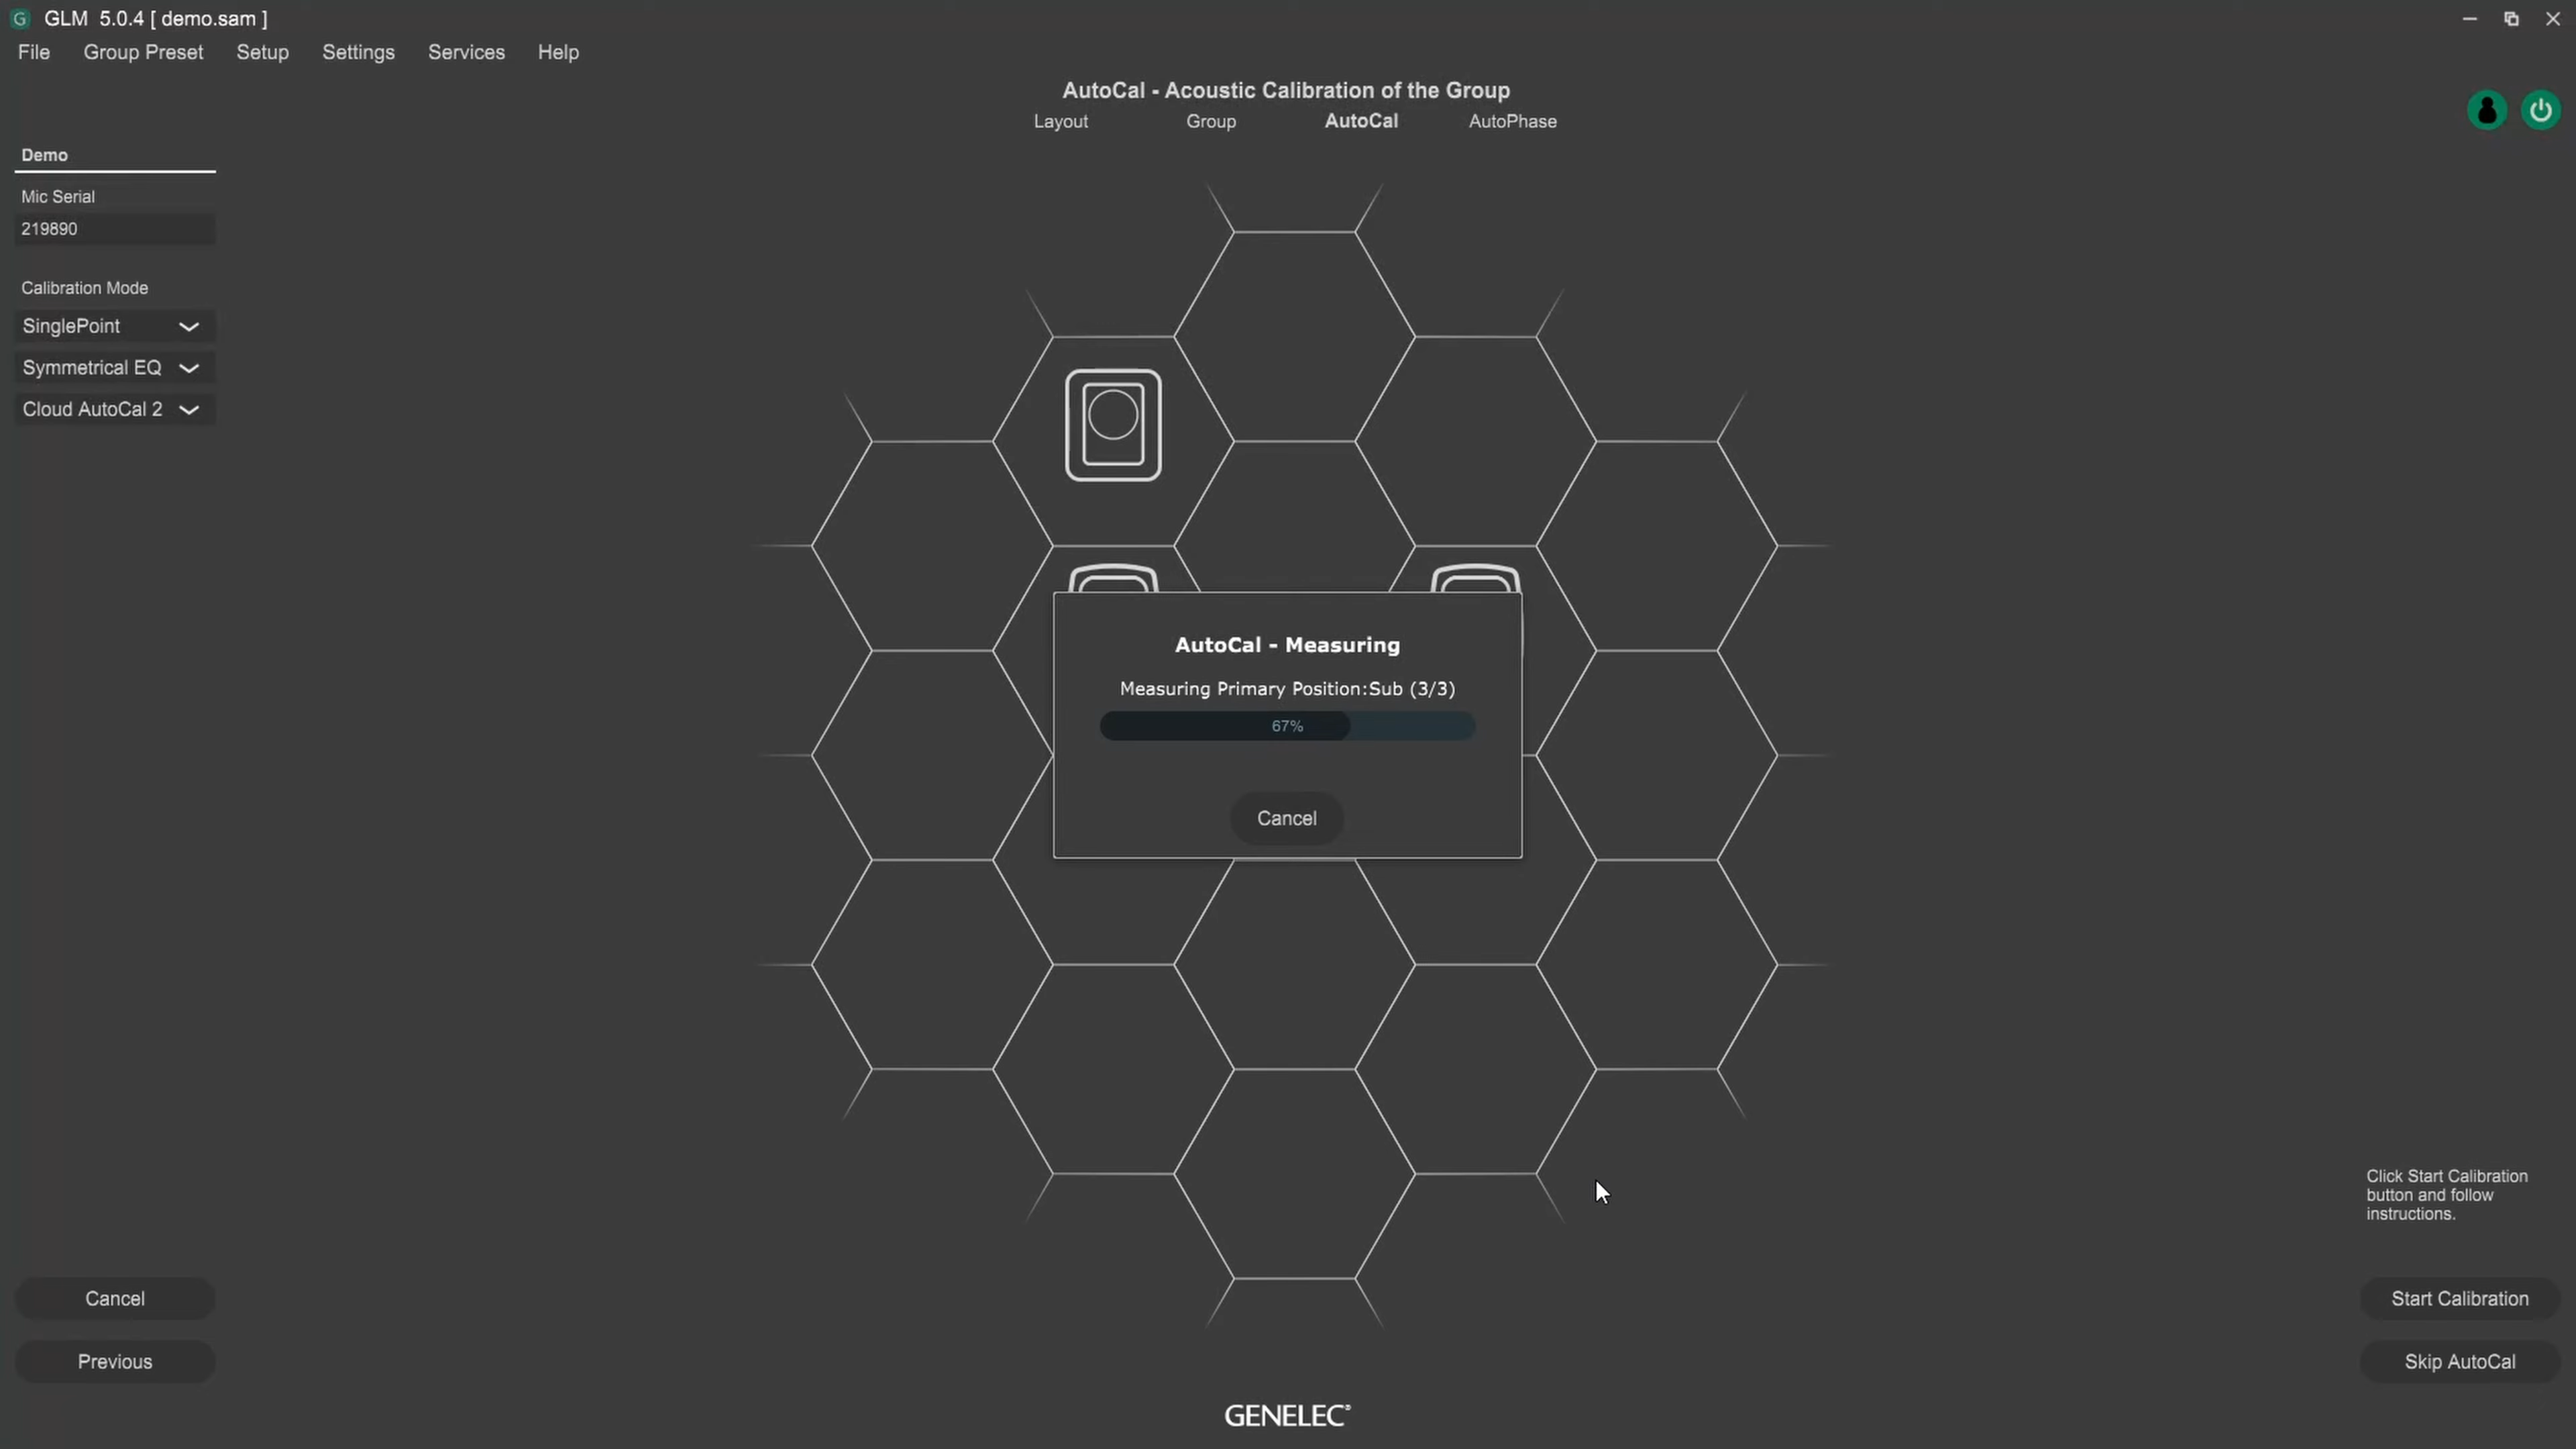 GLM 5.0.4 [ demo.sam ]
File Group Preset Setup Settings Services Help
AutoCal - Acoustic Calibration of the Group
Layout Group AutoCal AutoPhase
Demo
Mic Serial
219890
Calibration Mode
SinglePoint
Symmetrical EQ
Cloud AutoCal 2
AutoCal - Measuring
Measuring Primary Position:Sub (3/3)
67%
Cancel
Click Start Calibration
button and follow
instructions.
Cancel
Start Calibration
Previous
Skip AutoCal
GENELEC®